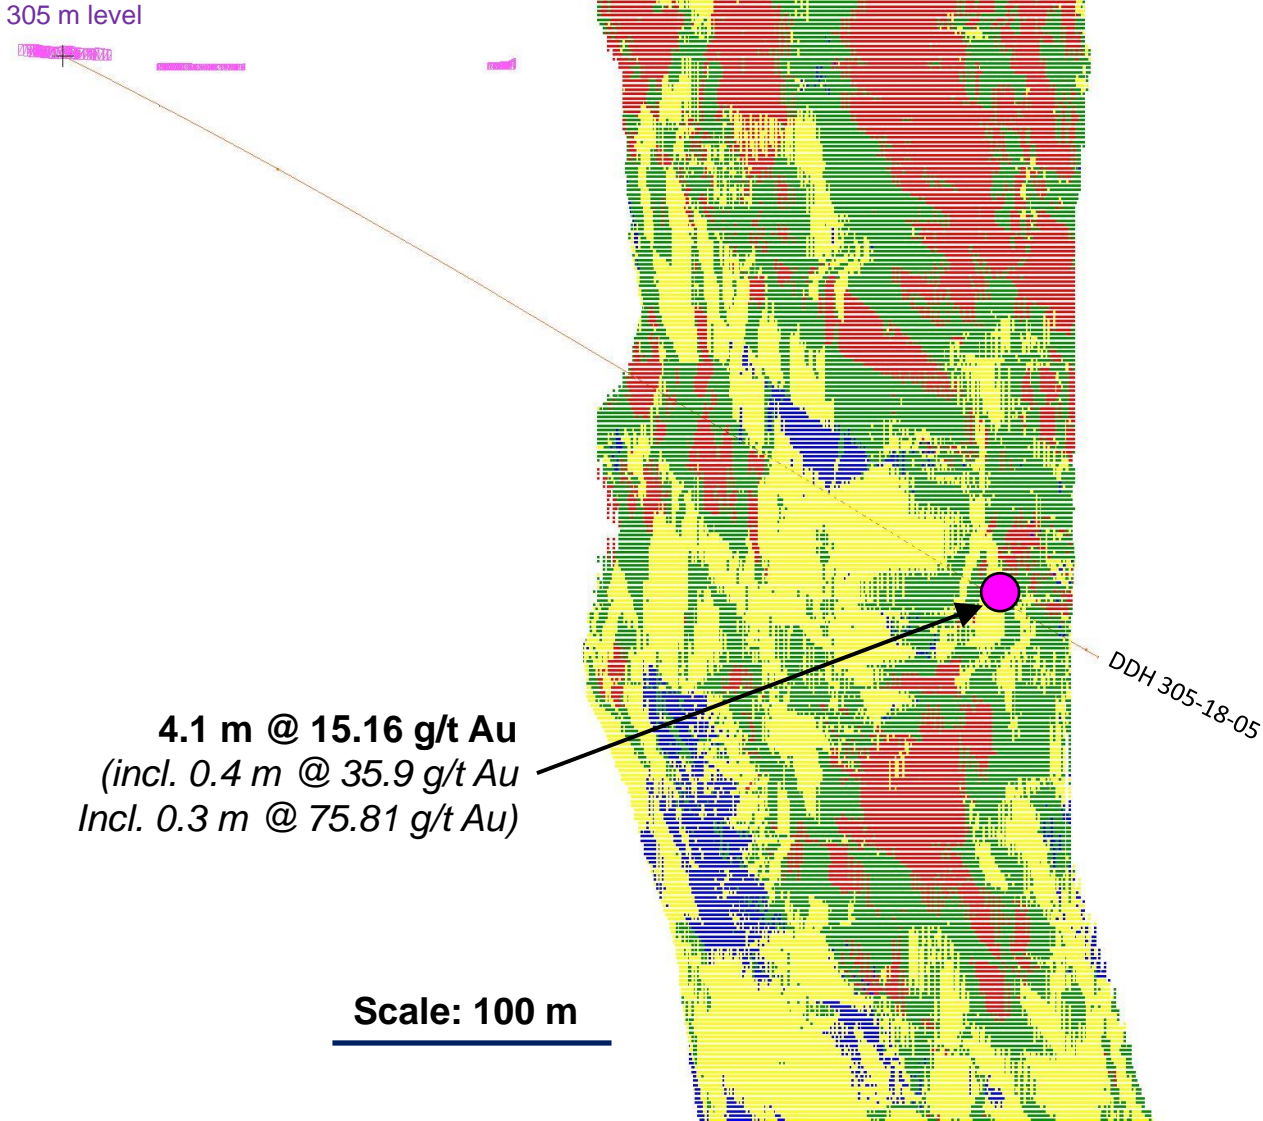 305 m level
DDH 305-18-05
4.1 m @ 15.16 g/t Au
(incl. 0.4 m @ 35.9 g/t Au
Incl. 0.3 m @ 75.81 g/t Au)
Scale: 100 m